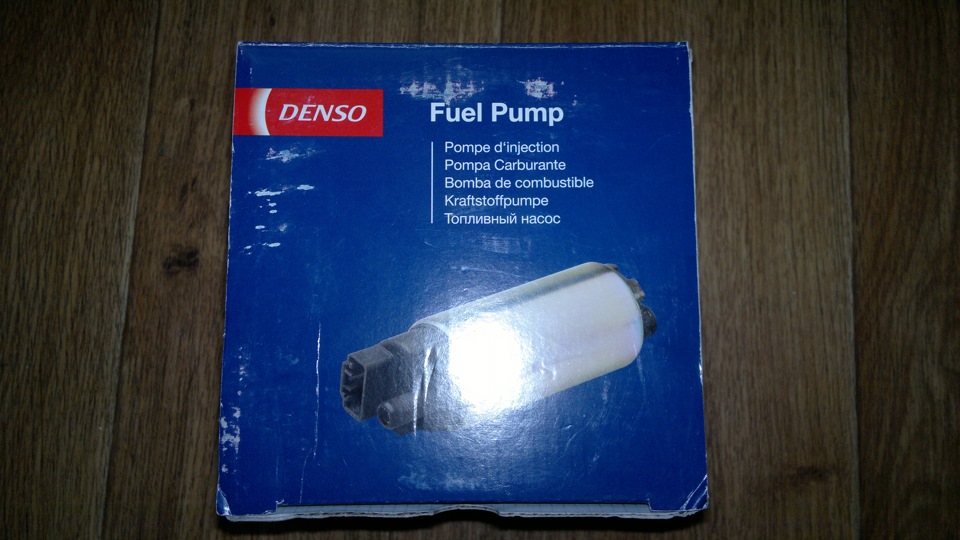 DENSO
Fuel Pump
Pompe d'injection
Pompa Carburante
Bomba de combustible
Kraftstoffpumpe
Топливный насос